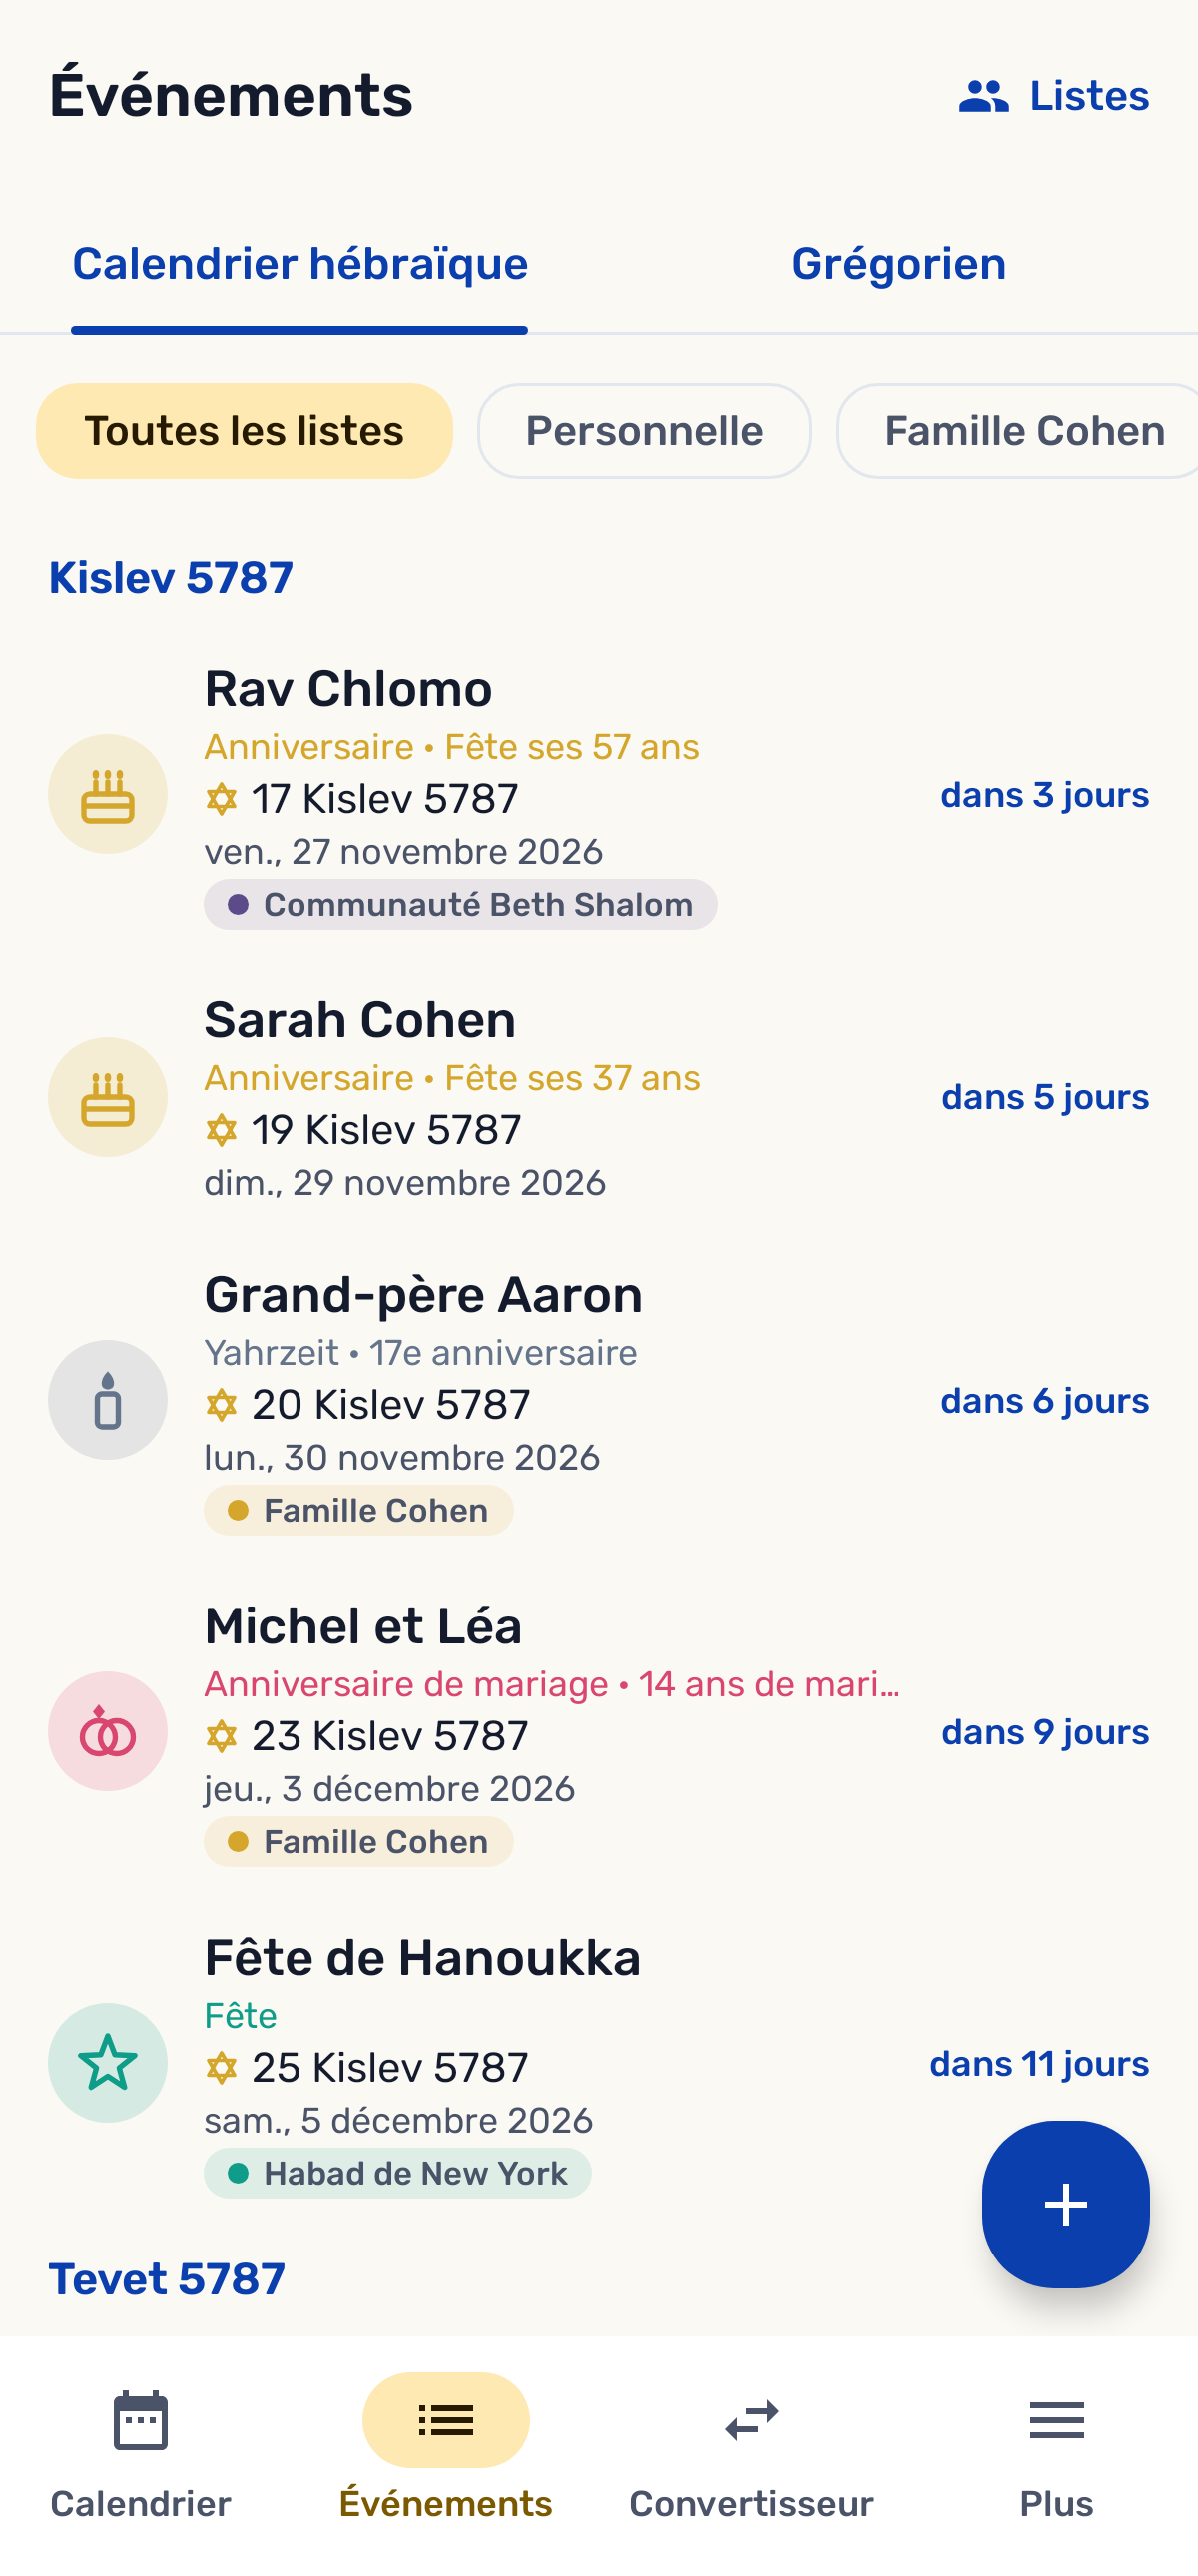 Événements
Listes
Calendrier hébraïque
Grégorien
Toutes les listes
Personnelle
Famille Cohen
Kislev 5787
Rav Chlomo
Anniversaire • Fête ses 57 ans
17 Kislev 5787
dans 3 jours
ven., 27 novembre 2026
Communauté Beth Shalom
Sarah Cohen
Anniversaire • Fête ses 37 ans
19 Kislev 5787
dans 5 jours
dim., 29 novembre 2026
Grand-père Aaron
Yahrzeit • 17e anniversaire
20 Kislev 5787
dans 6 jours
lun., 30 novembre 2026
Famille Cohen
Michel et Léa
Anniversaire de mariage • 14 ans de mari…
23 Kislev 5787
dans 9 jours
jeu., 3 décembre 2026
Famille Cohen
Fête de Hanoukka
Fête
25 Kislev 5787
dans 11 jours
sam., 5 décembre 2026
Habad de New York
Tevet 5787
Calendrier
Événements
Convertisseur
Plus